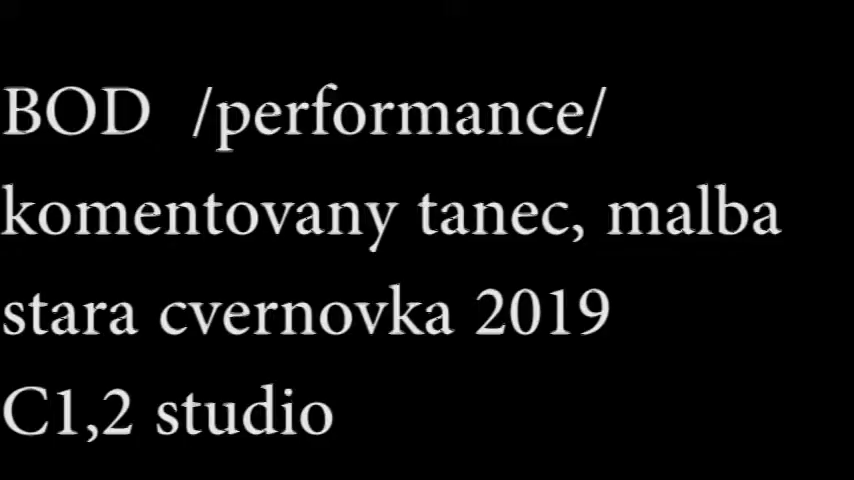 BOD /performance/
komentovany tanec, malba
stara cvernovka 2019
C1,2 studio